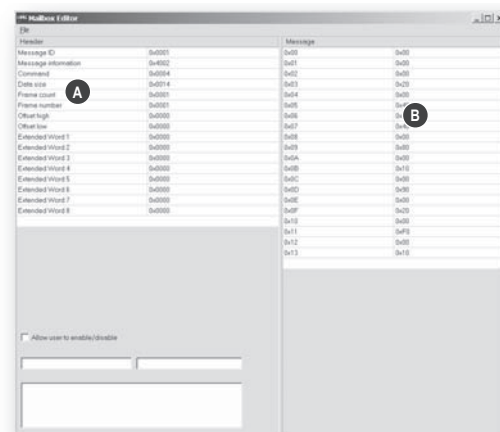 Mailbox Editor
File
Header
Message
Message ID 0x0001
Message information 0x4002
Command 0x0004
Data size 0x0014
Frame count 0x0001
Frame number 0x0001
Offset high 0x0000
Offset low 0x0000
Extended Word 1 0x0000
Extended Word 2 0x0000
Extended Word 3 0x0000
Extended Word 4 0x0000
Extended Word 5 0x0000
Extended Word 6 0x0000
Extended Word 7 0x0000
Extended Word 8 0x0000
A
0x00 0x00
0x01 0x00
0x02 0x00
0x03 0x20
0x04 0x00
0x05
0x06
0x07
0x08 0x00
0x09 0x00
0x0A 0x00
0x0B 0x10
0x0C 0x00
0x0D 0x90
0x0E 0x00
0x0F 0x20
0x10 0x00
0x11 0xF0
0x12 0x00
0x13 0x10
B
Allow user to enable/disable